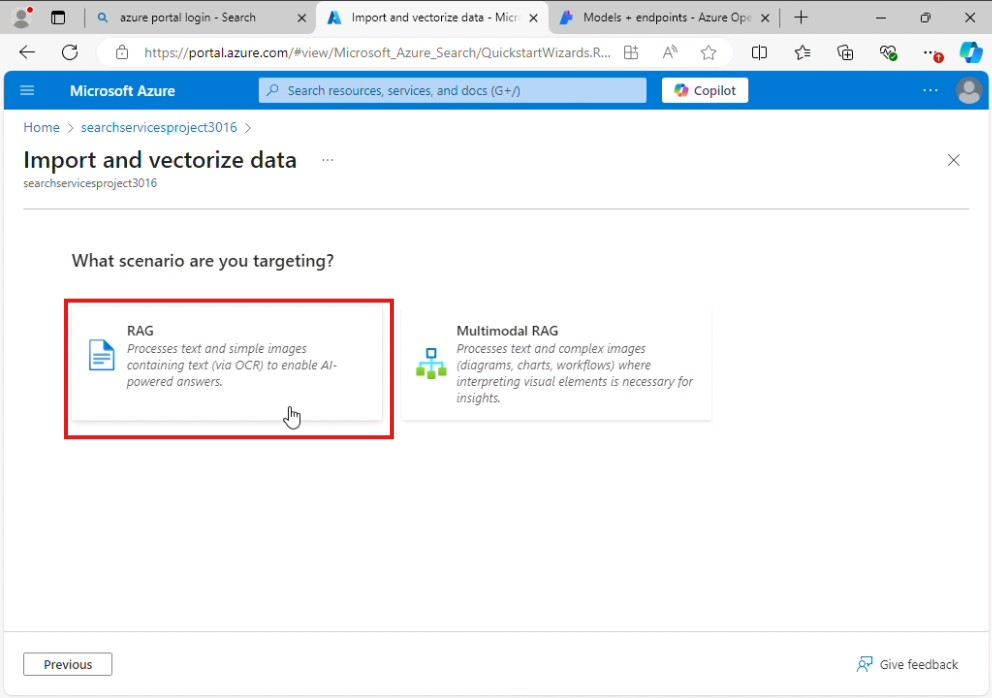 azure portal login - Search
Import and vectorize data - Micr
Models + endpoints - Azure Ope
https://portal.azure.com/#view/Microsoft_Azure_Search/QuickstartWizards.R...
Microsoft Azure
Search resources, services, and docs (G+/)
Copilot
Home > searchservicesproject3016 >
Import and vectorize data
searchservicesproject3016
What scenario are you targeting?
RAG
Processes text and simple images
containing text (via OCR) to enable AI-
powered answers.
Multimodal RAG
Processes text and complex images
(diagrams, charts, workflows) where
interpreting visual elements is necessary for
insights.
Previous
Give feedback